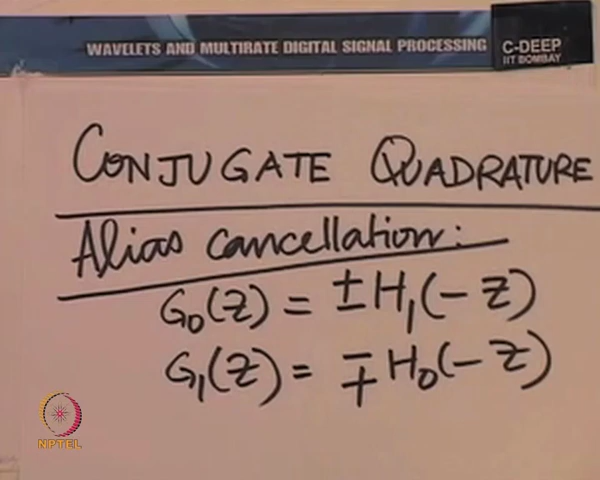 WAVELETS AND MULTIRATE DIGITAL SIGNAL PROCESSING
C-DEEP
IIT BOMBAY
CONJUGATE QUADRATURE
Alias cancellation:
G₀(Z) = ±H₁(−Z)
G₁(Z) = ∓H₀(−Z)
NPTEL